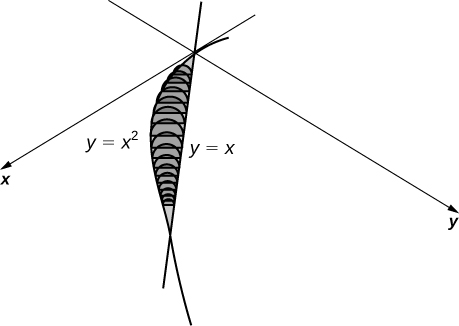 y = x²
y = x
x
y